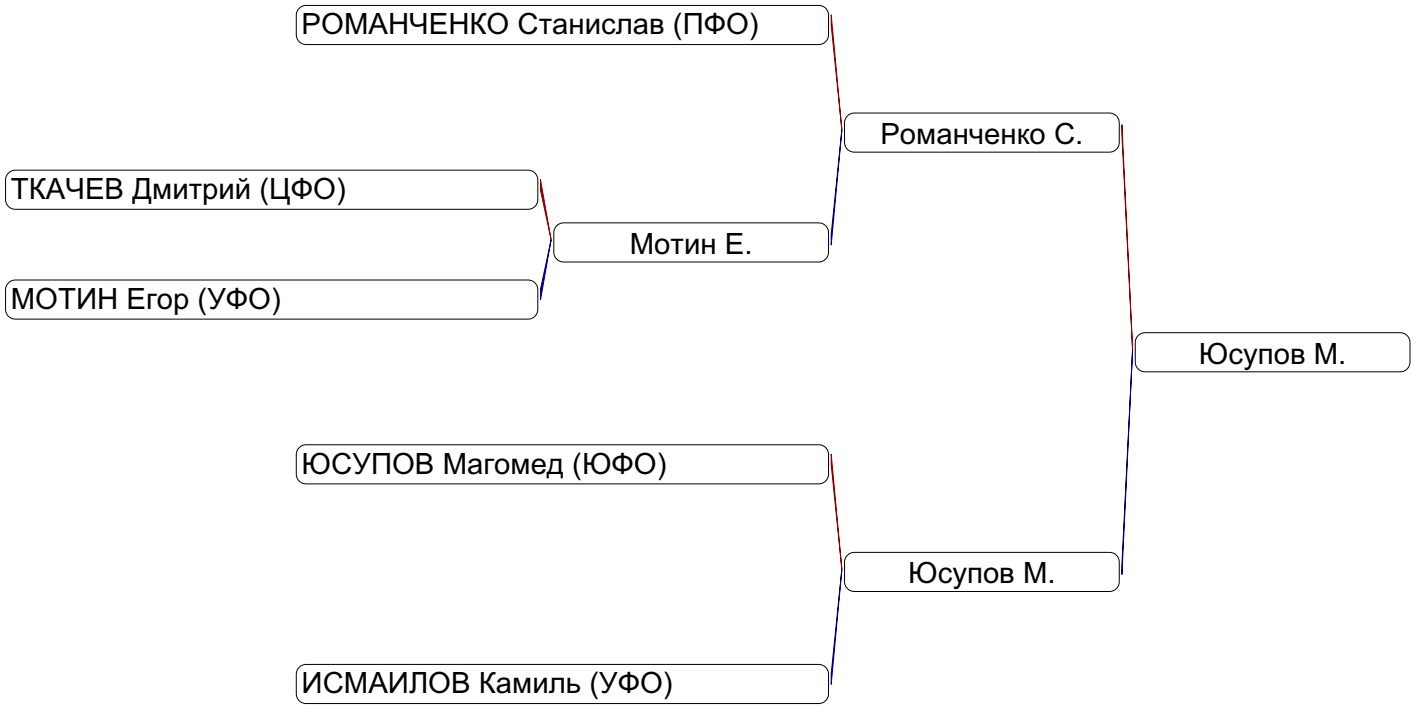 РОМАНЧЕНКО Станислав (ПФО)
Романченко С.
ТКАЧЕВ Дмитрий (ЦФО)
Мотин Е.
МОТИН Егор (УФО)
Юсупов М.
ЮСУПОВ Магомед (ЮФО)
Юсупов М.
ИСМАИЛОВ Камиль (УФО)